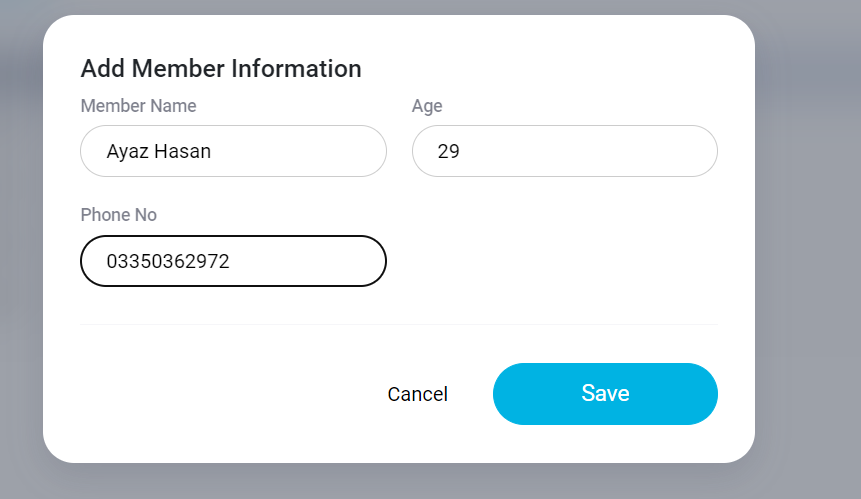 Add Member Information
Member Name
Age
Ayaz Hasan
29
Phone No
03350362972
Cancel
Save